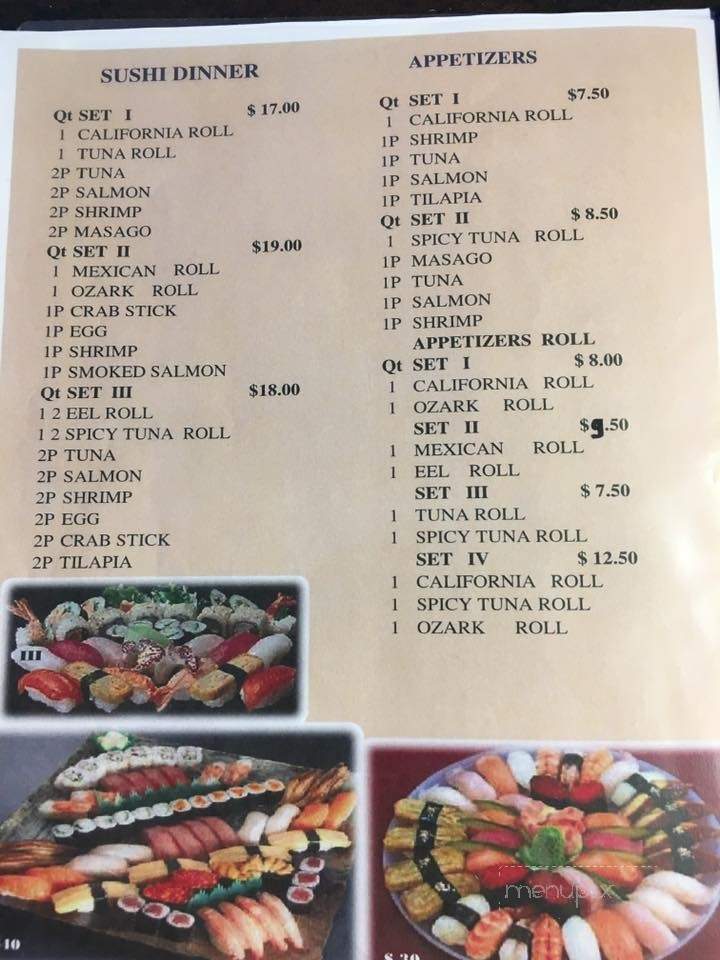 SUSHI DINNER
Qt SET I $ 17.00
1 CALIFORNIA ROLL
1 TUNA ROLL
2P TUNA
2P SALMON
2P SHRIMP
2P MASAGO
Qt SET II $19.00
1 MEXICAN ROLL
1 OZARK ROLL
1P CRAB STICK
1P EGG
1P SHRIMP
1P SMOKED SALMON
Qt SET III $18.00
1 2 EEL ROLL
1 2 SPICY TUNA ROLL
2P TUNA
2P SALMON
2P SHRIMP
2P EGG
2P CRAB STICK
2P TILAPIA
APPETIZERS
Qt SET I $7.50
1 CALIFORNIA ROLL
1P SHRIMP
1P TUNA
1P SALMON
1P TILAPIA
Qt SET II $ 8.50
1 SPICY TUNA ROLL
1P MASAGO
1P TUNA
1P SALMON
1P SHRIMP
APPETIZERS ROLL
Qt SET I $ 8.00
1 CALIFORNIA ROLL
1 OZARK ROLL
SET II $9.50
1 MEXICAN ROLL
1 EEL ROLL
SET III $ 7.50
1 TUNA ROLL
1 SPICY TUNA ROLL
SET IV $ 12.50
1 CALIFORNIA ROLL
1 SPICY TUNA ROLL
1 OZARK ROLL
III
menupix